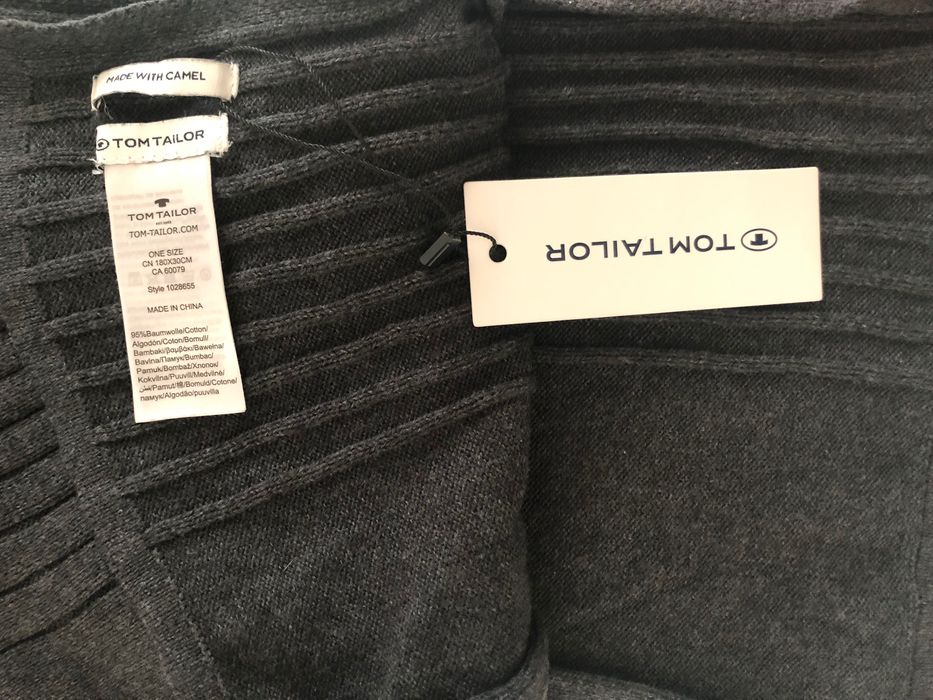 MADE WITH CAMEL
TOM TAILOR
TOM TAILOR
TOM-TAILOR.COM
ONE SIZE
CN 180X30CM
CA 60079
Style 1028655
MADE IN CHINA
95%Baumwolle/Cotton/
Algodón/Coton/Bomull/
Bambaki/βαμβάκι/Bawełna/
Bavlna/Памук/Bumbac/
Pamuk/Bombaž/Хлопок/
Kokvilna/Puuvill/Medvilnė/
/Pamut/棉/Bomuld/Cotone/
памук/Algodão/puuvilla
TOM TAILOR